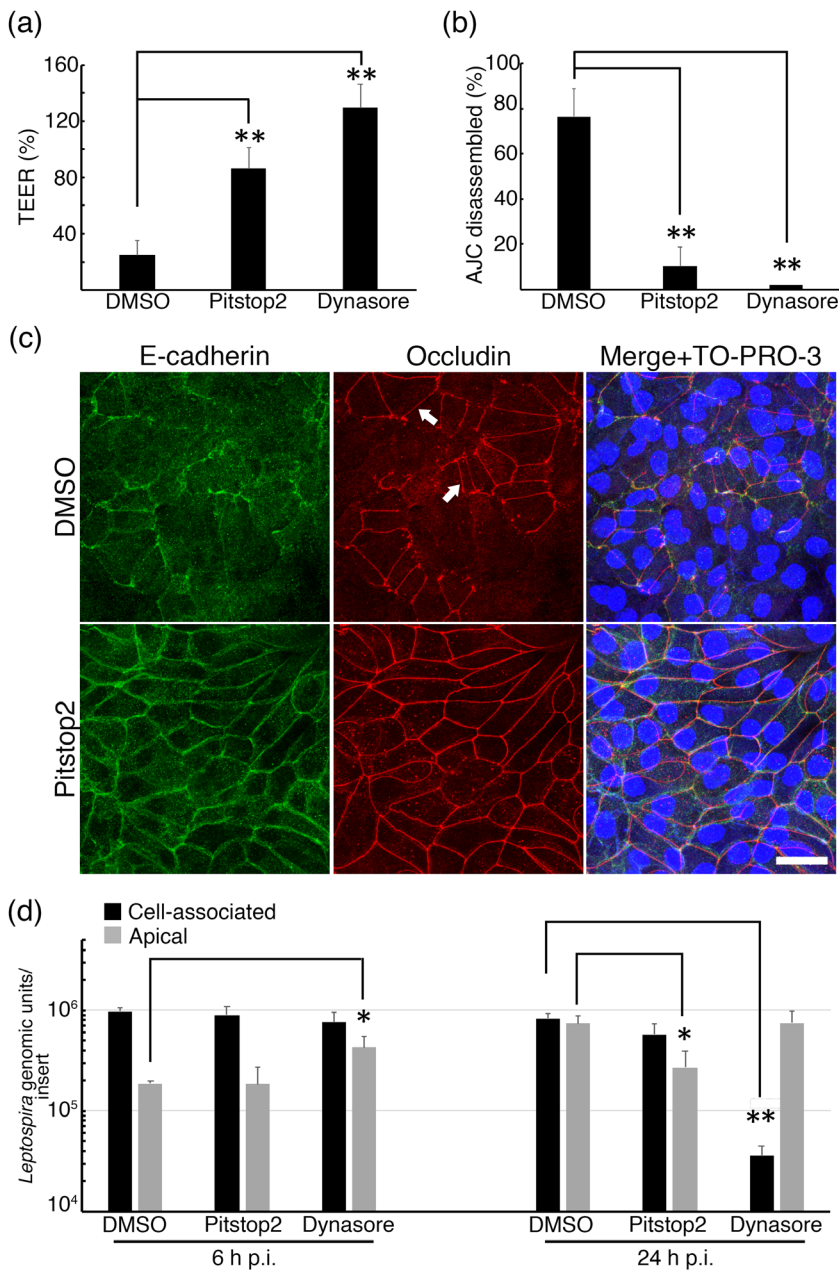 (a)
160
120
80
40
TEER (%)
**
**
DMSO Pitstop2 Dynasore
(b)
100
80
60
40
20
AJC disassembled (%)
**
**
DMSO Pitstop2 Dynasore
(c)
E-cadherin Occludin Merge+TO-PRO-3
DMSO
Pitstop2
(d)
Cell-associated
Apical
Leptospira genomic units/
insert
10⁶
10⁵
10⁴
*
*
**
DMSO Pitstop2 Dynasore DMSO Pitstop2 Dynasore
6 h p.i. 24 h p.i.